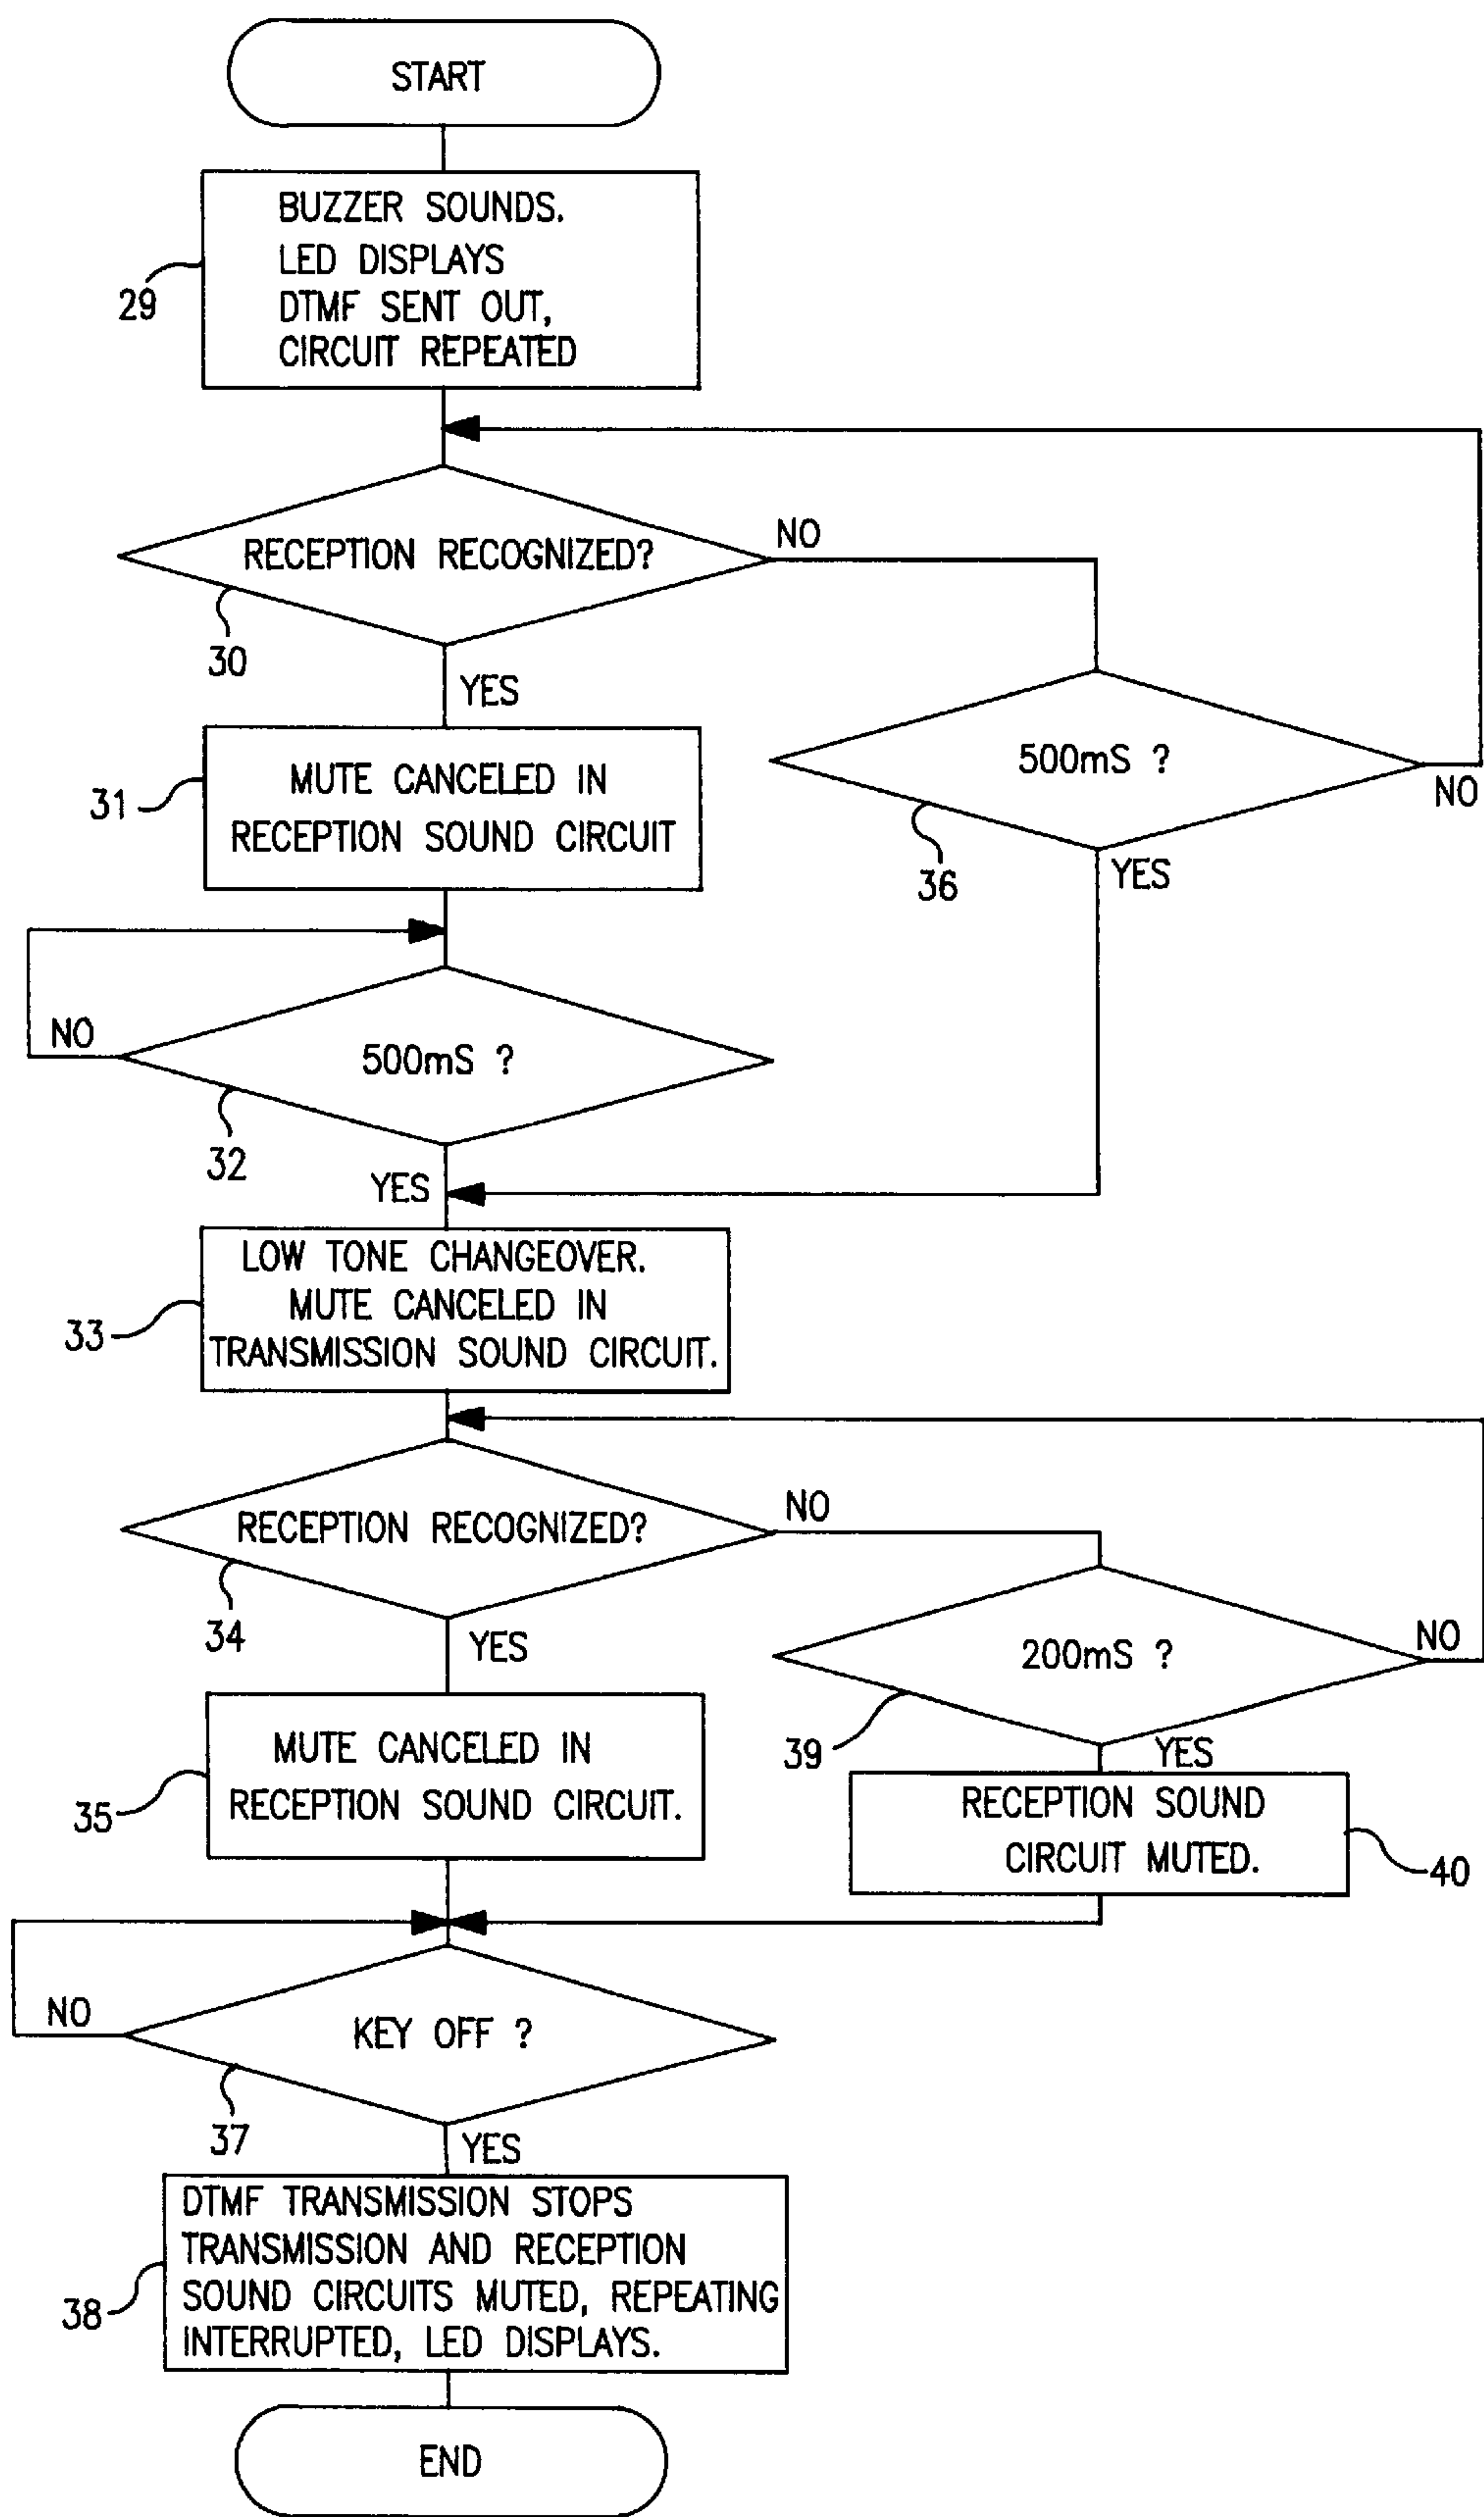 START
BUZZER SOUNDS.
LED DISPLAYS
DTMF SENT OUT,
CIRCUIT REPEATED
29
RECEPTION RECOGNIZED?
NO
30
YES
500mS ?
NO
36
YES
MUTE CANCELED IN
RECEPTION SOUND CIRCUIT
31
NO
500mS ?
32
YES
LOW TONE CHANGEOVER.
MUTE CANCELED IN
TRANSMISSION SOUND CIRCUIT.
33
RECEPTION RECOGNIZED?
NO
34
YES
200mS ?
NO
39
YES
MUTE CANCELED IN
RECEPTION SOUND CIRCUIT.
35
RECEPTION SOUND
CIRCUIT MUTED.
40
NO
KEY OFF ?
37
YES
DTMF TRANSMISSION STOPS
TRANSMISSION AND RECEPTION
SOUND CIRCUITS MUTED, REPEATING
INTERRUPTED, LED DISPLAYS.
38
END